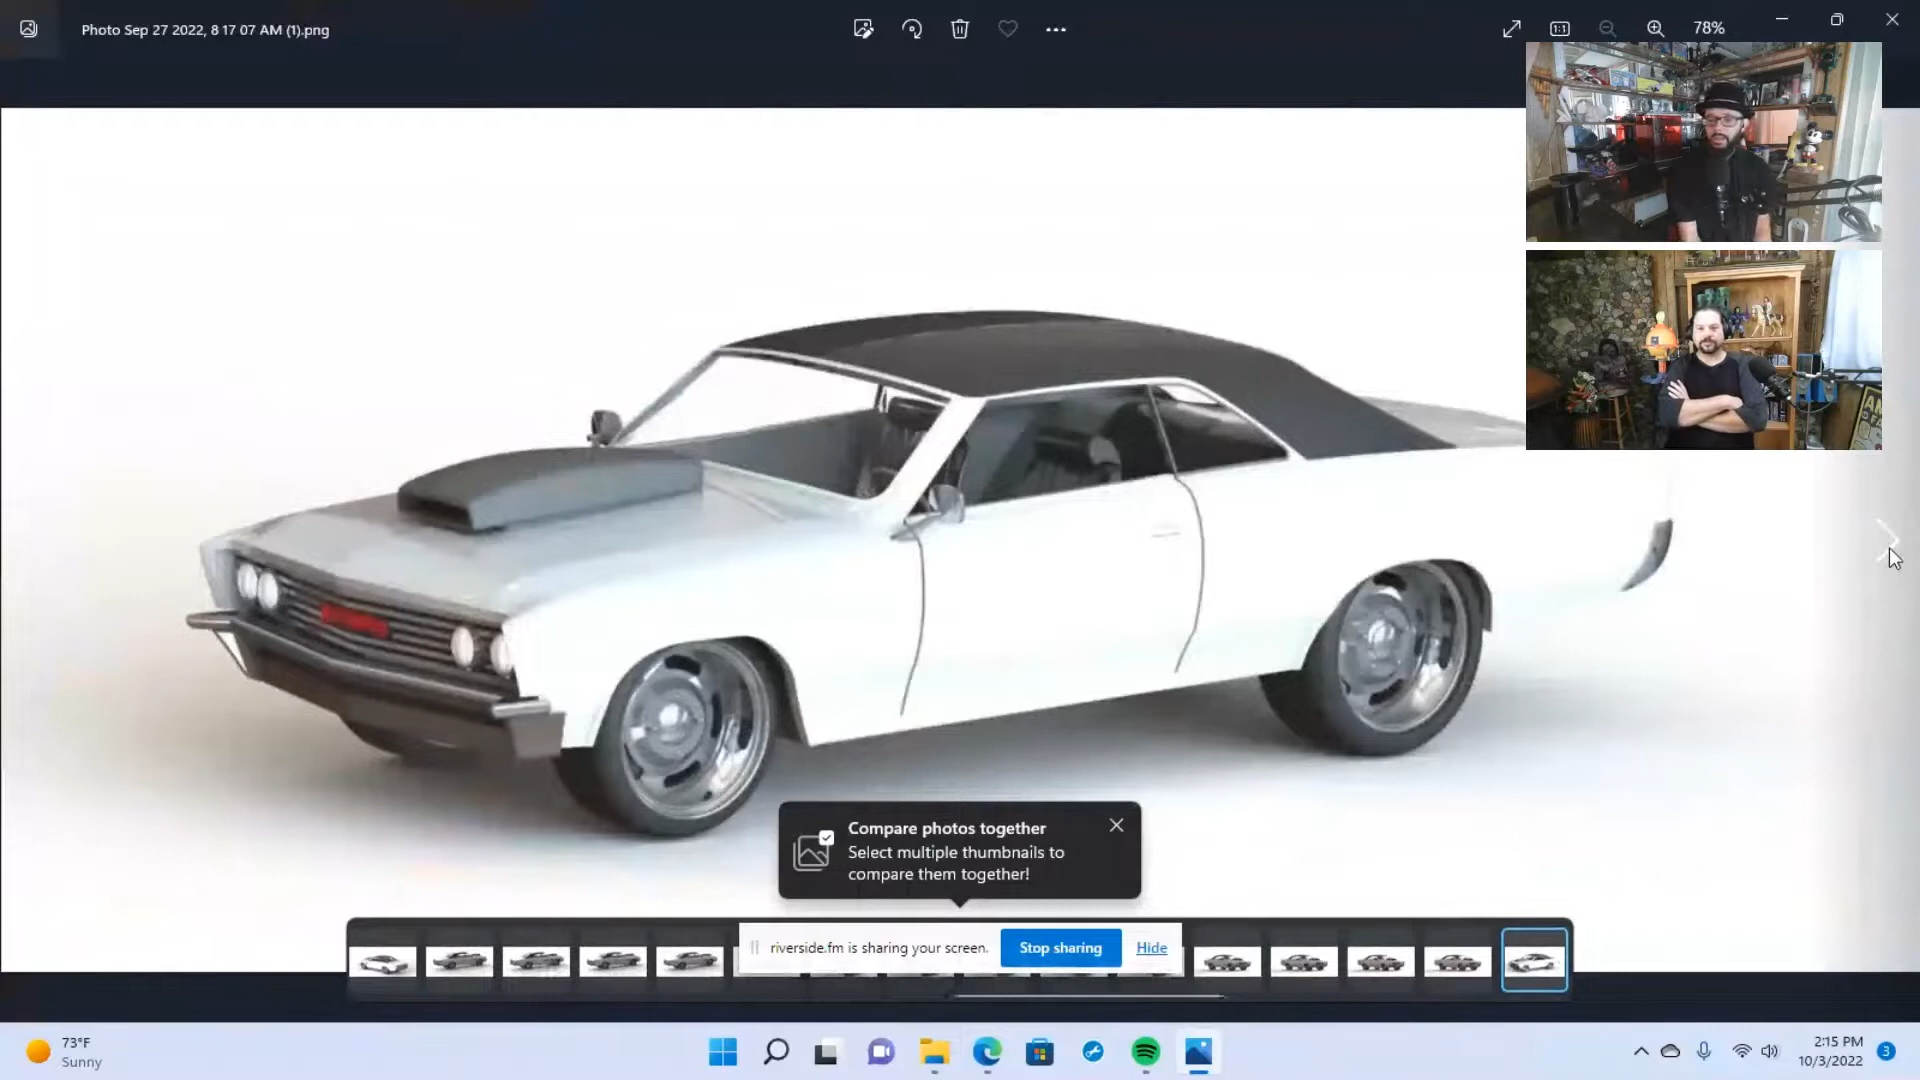 Photo Sep 27 2022, 8 17 07 AM (1).png
78%
Compare photos together
Select multiple thumbnails to
compare them together!
riverside.fm is sharing your screen.
Stop sharing
Hide
73°F
Sunny
2:15 PM
10/3/2022
3